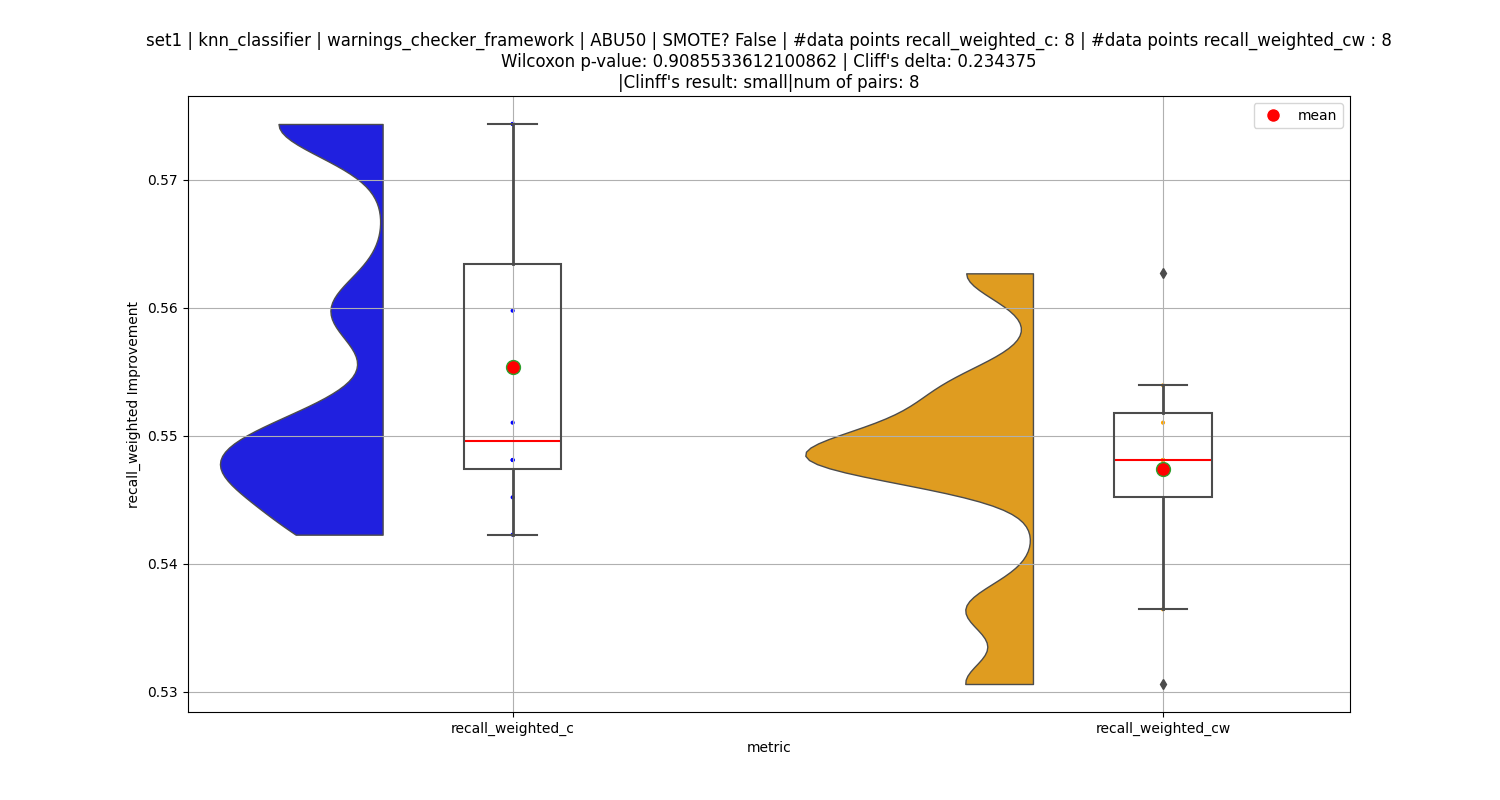 set1 | knn_classifier | warnings_checker_framework | ABU50 | SMOTE? False | #data points recall_weighted_c: 8 | #data points recall_weighted_cw : 8
Wilcoxon p-value: 0.9085533612100862 | Cliff's delta: 0.234375
|Clinff's result: small|num of pairs: 8
mean
0.57
0.56
0.55
0.54
0.53
recall_weighted Improvement
recall_weighted_c
recall_weighted_cw
metric